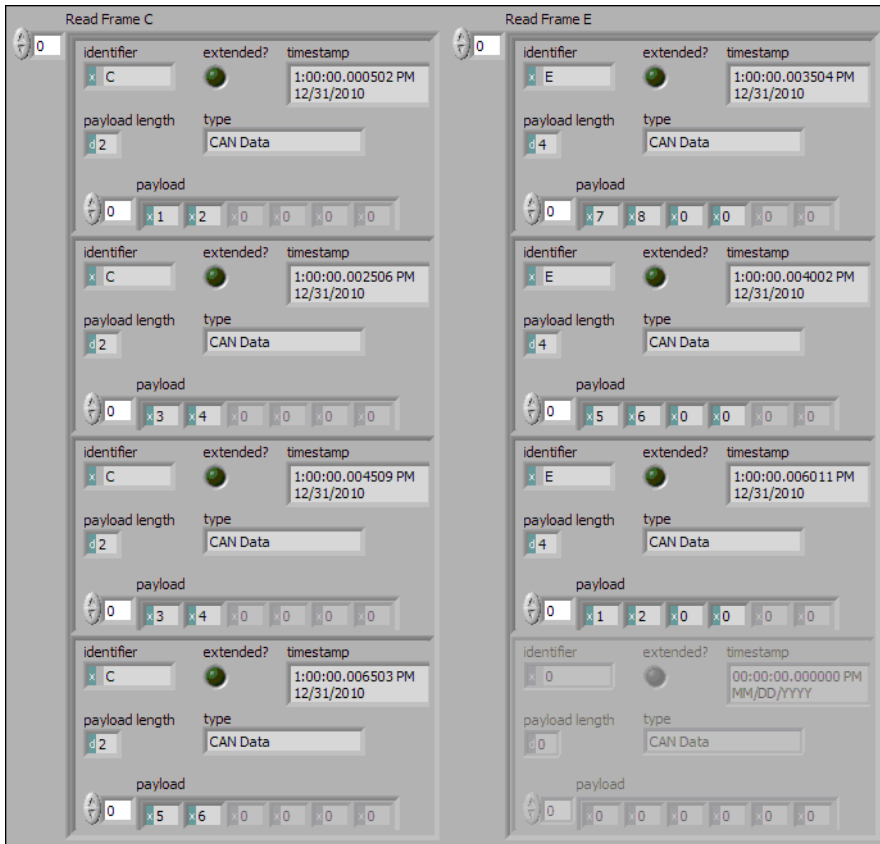 Read Frame C
0
identifier extended? timestamp
x C 1:00:00.000502 PM
12/31/2010
payload length type
d 2 CAN Data
payload
0 x 1 x 2 x 0 x 0 x 0 x 0
identifier extended? timestamp
x C 1:00:00.002506 PM
12/31/2010
payload length type
d 2 CAN Data
payload
0 x 3 x 4 x 0 x 0 x 0 x 0
identifier extended? timestamp
x C 1:00:00.004509 PM
12/31/2010
payload length type
d 2 CAN Data
payload
0 x 3 x 4 x 0 x 0 x 0 x 0
identifier extended? timestamp
x C 1:00:00.006503 PM
12/31/2010
payload length type
d 2 CAN Data
payload
0 x 5 x 6 x 0 x 0 x 0 x 0
Read Frame E
0
identifier extended? timestamp
x E 1:00:00.003504 PM
12/31/2010
payload length type
d 4 CAN Data
payload
0 x 7 x 8 x 0 x 0 x 0 x 0
identifier extended? timestamp
x E 1:00:00.004002 PM
12/31/2010
payload length type
d 4 CAN Data
payload
0 x 5 x 6 x 0 x 0 x 0 x 0
identifier extended? timestamp
x E 1:00:00.006011 PM
12/31/2010
payload length type
d 4 CAN Data
payload
0 x 1 x 2 x 0 x 0 x 0 x 0
identifier extended? timestamp
x 0 00:00:00.000000 PM
MM/DD/YYYY
payload length type
d 0 CAN Data
payload
0 x 0 x 0 x 0 x 0 x 0 x 0